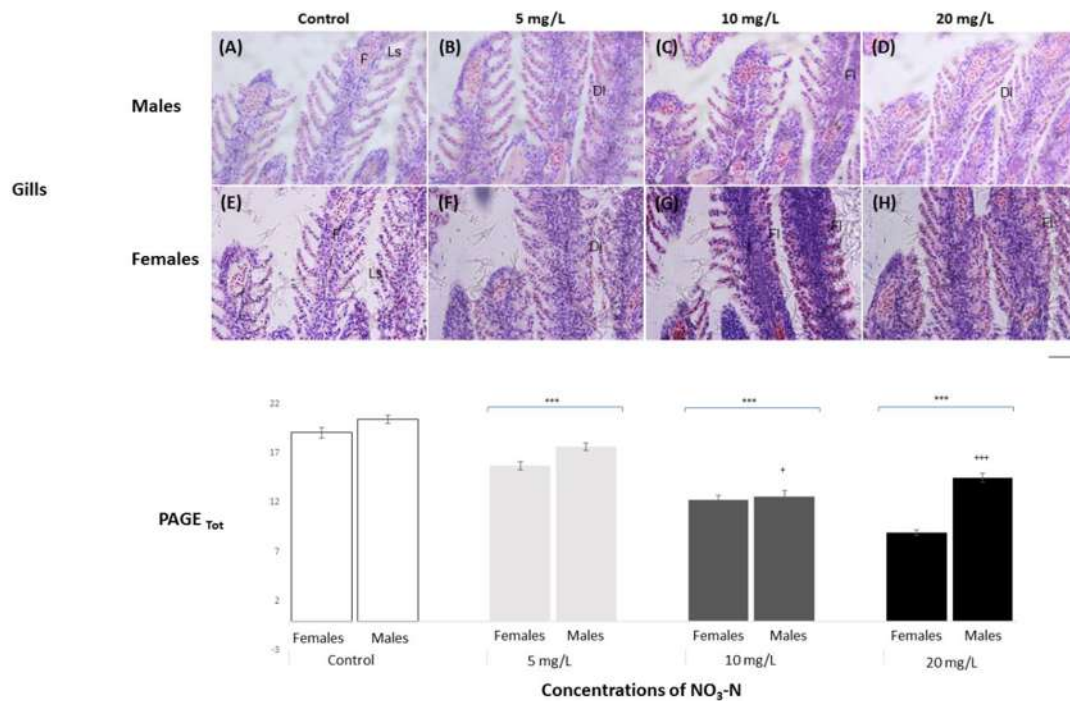 Control 5 mg/L 10 mg/L 20 mg/L
Males
(A) F Ls (B) Dl (C) Fl (D) Dl
Gills
Females
(E) F Ls (F) Dl (G) Fl Fl (H) Fl
22
17
12
7
2
-3
PAGE Tot
*** *** ***
+ +++
Females Males Females Males Females Males Females Males
Control 5 mg/L 10 mg/L 20 mg/L
Concentrations of NO3-N